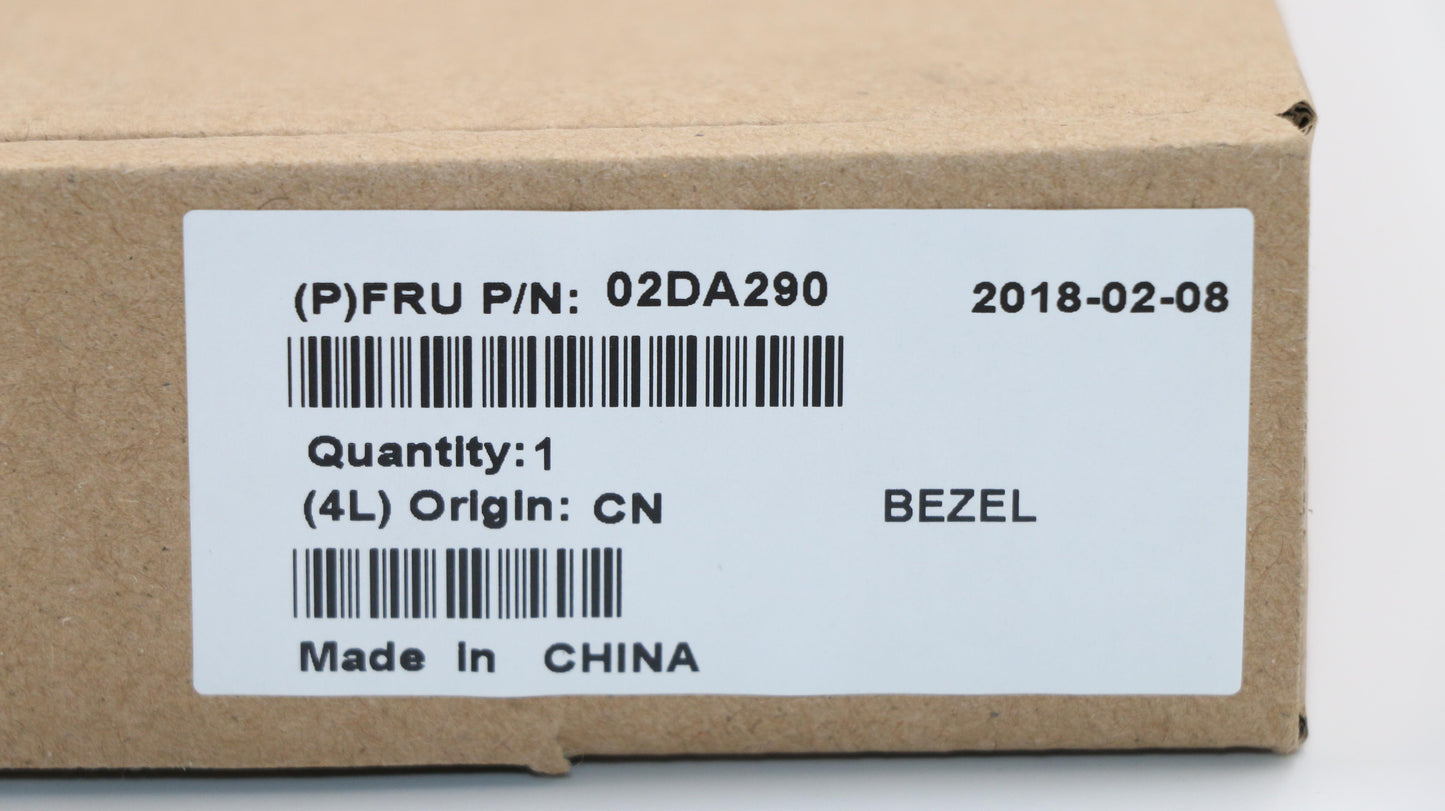 (P)FRU P/N: 02DA290 2018-02-08
Quantity:1
(4L) Origin: CN BEZEL
Made in CHINA